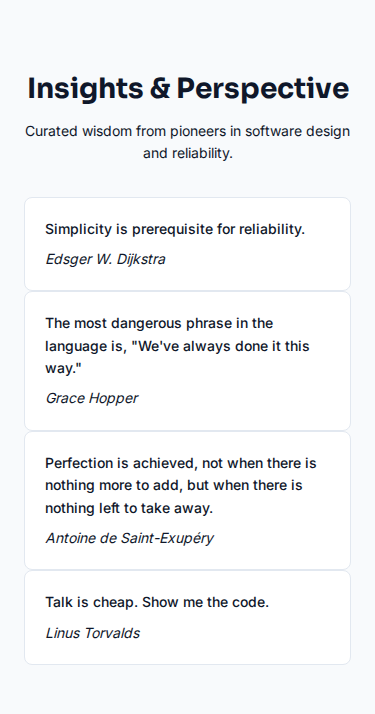 Insights & Perspective
Curated wisdom from pioneers in software design
and reliability.
Simplicity is prerequisite for reliability.
Edsger W. Dijkstra
The most dangerous phrase in the
language is, "We've always done it this
way."
Grace Hopper
Perfection is achieved, not when there is
nothing more to add, but when there is
nothing left to take away.
Antoine de Saint-Exupéry
Talk is cheap. Show me the code.
Linus Torvalds